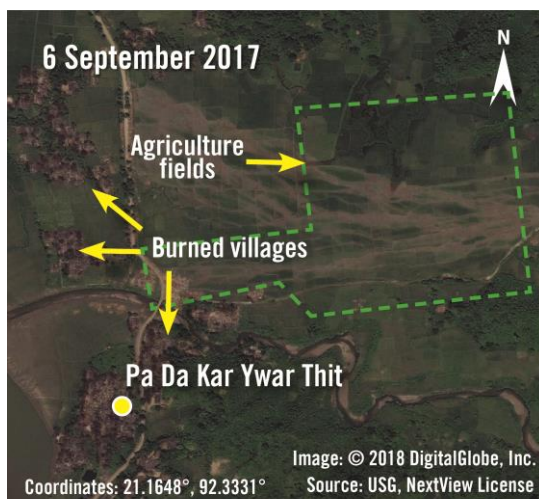 6 September 2017
N
Agriculture
fields
Burned villages
Pa Da Kar Ywar Thit
Image: © 2018 DigitalGlobe, Inc.
Coordinates: 21.1648°, 92.3331°
Source: USG, NextView License